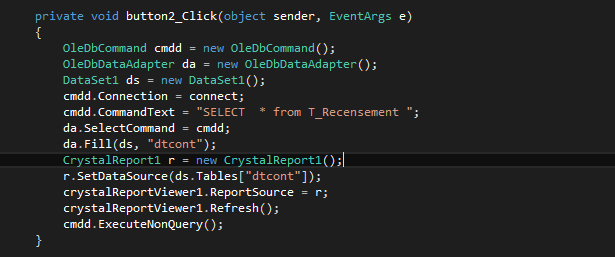 private void button2_Click(object sender, EventArgs e)
{
OleDbCommand cmdd = new OleDbCommand();
OleDbDataAdapter da = new OleDbDataAdapter();
DataSet1 ds = new DataSet1();
cmdd.Connection = connect;
cmdd.CommandText = "SELECT  * from T_Recensement ";
da.SelectCommand = cmdd;
da.Fill(ds, "dtcont");
CrystalReport1 r = new CrystalReport1();
r.SetDataSource(ds.Tables["dtcont"]);
crystalReportViewer1.ReportSource = r;
crystalReportViewer1.Refresh();
cmdd.ExecuteNonQuery();
}